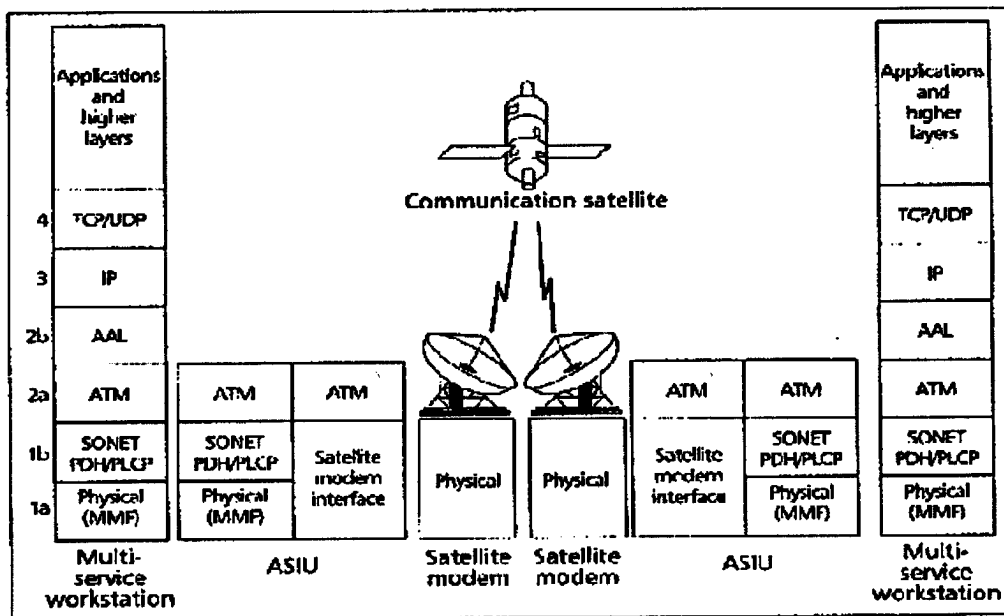 Applications
and
higher
layers
4
TCP/UDP
3
IP
2b
AAL
2a
ATM
1b
SONET
PDH/PLCP
1a
Physical
(MMF)
Multi-
service
workstation
ATM
SONET
PDH/PLCP
Physical
(MMF)
ATM
Satellite
modem
interface
ASIU
Communication satellite
Physical
Satellite
modem
Physical
Satellite
modem
ATM
Satellite
modem
interface
ATM
SONET
PDH/PLCP
Physical
(MMF)
ASIU
Applications
and
higher
layers
TCP/UDP
IP
AAL
ATM
SONET
PDH/PLCP
Physical
(MMF)
Multi-
service
workstation